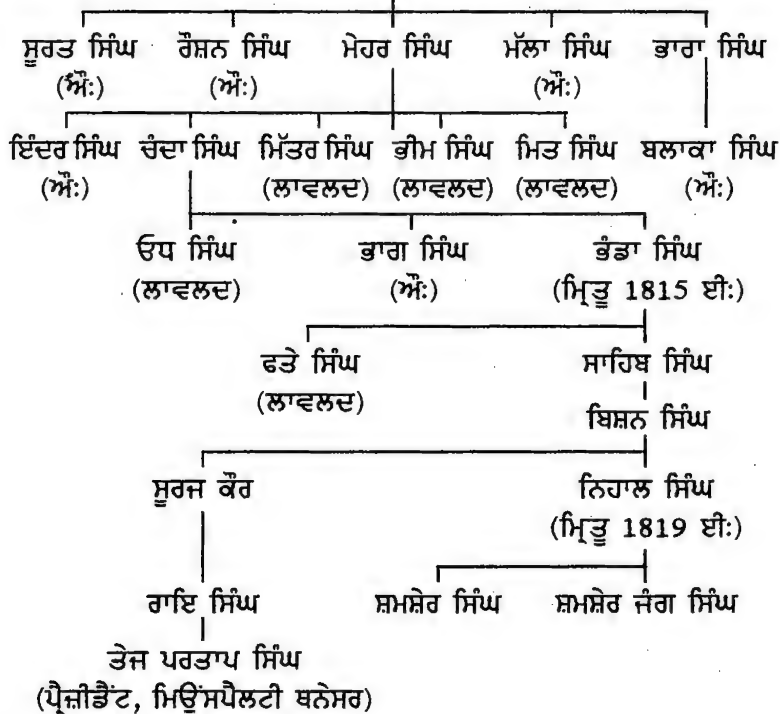 ਸੂਰਤ ਸਿੰਘ ਰੌਸ਼ਨ ਸਿੰਘ ਮੇਹਰ ਸਿੰਘ ਮੱਲਾ ਸਿੰਘ ਭਾਰਾ ਸਿੰਘ
(ਔਃ) (ਔਃ) (ਔਃ)
ਇੰਦਰ ਸਿੰਘ ਚੰਦਾ ਸਿੰਘ ਮਿੱਤਰ ਸਿੰਘ ਭੀਮ ਸਿੰਘ ਮਿਤ ਸਿੰਘ ਬਲਾਕਾ ਸਿੰਘ
(ਔਃ) (ਲਾਵਲਦ) (ਲਾਵਲਦ) (ਲਾਵਲਦ) (ਔਃ)
ਓਧ ਸਿੰਘ ਭਾਗ ਸਿੰਘ ਭੰਡਾ ਸਿੰਘ
(ਲਾਵਲਦ) (ਔਃ) (ਮ੍ਰਿਤੂ 1815 ਈਃ)
ਫਤੇ ਸਿੰਘ ਸਾਹਿਬ ਸਿੰਘ
(ਲਾਵਲਦ)
ਬਿਸ਼ਨ ਸਿੰਘ
ਸੂਰਜ ਕੌਰ ਨਿਹਾਲ ਸਿੰਘ
(ਮ੍ਰਿਤੂ 1819 ਈਃ)
ਰਾਇ ਸਿੰਘ ਸ਼ਮਸ਼ੇਰ ਸਿੰਘ ਸ਼ਮਸ਼ੇਰ ਜੰਗ ਸਿੰਘ
ਤੇਜ ਪਰਤਾਪ ਸਿੰਘ
(ਪ੍ਰੈਜ਼ੀਡੈਂਟ, ਮਿਉਂਸਪੈਲਟੀ ਥਨੇਸਰ)